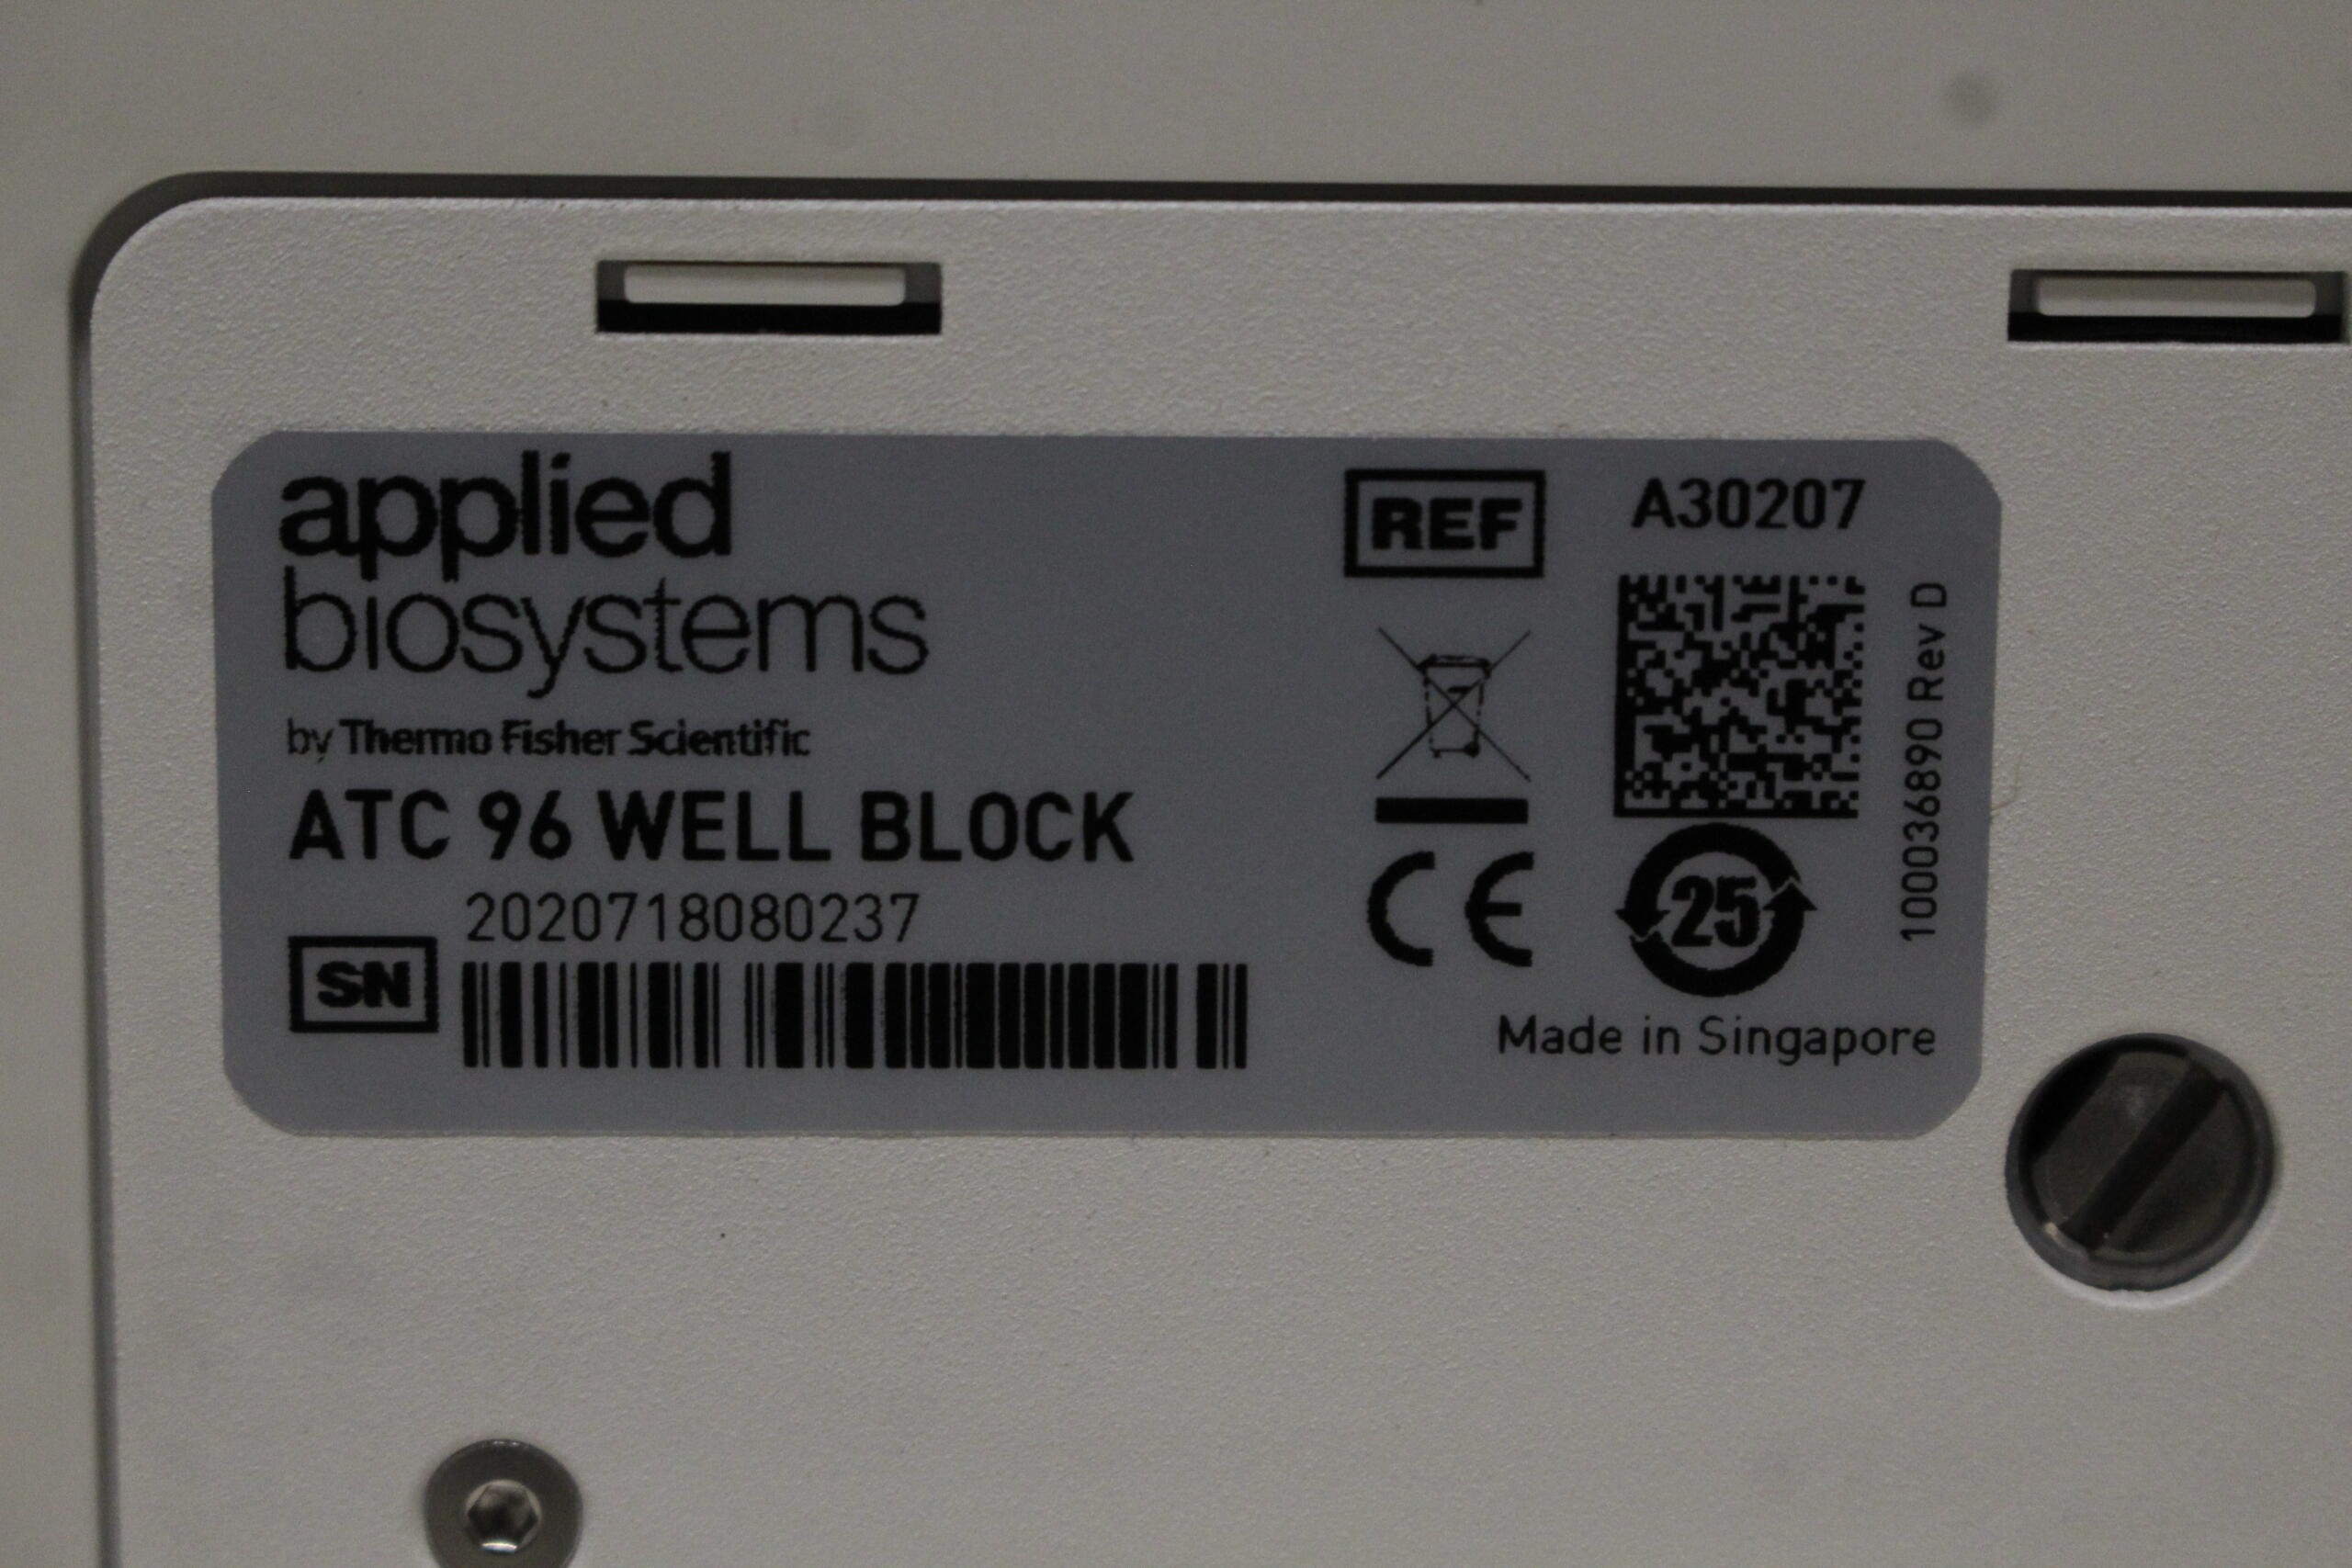 applied
biosystems
by Thermo Fisher Scientific
ATC 96 WELL BLOCK
2020718080237
SN
REF
A30207
100036890 Rev D
CE
25
Made in Singapore